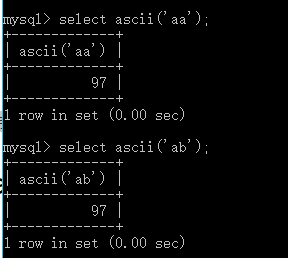 mysql> select ascii('aa');
+-------------+
| ascii('aa') |
+-------------+
|          97 |
+-------------+
1 row in set (0.00 sec)
mysql> select ascii('ab');
+-------------+
| ascii('ab') |
+-------------+
|          97 |
+-------------+
1 row in set (0.00 sec)